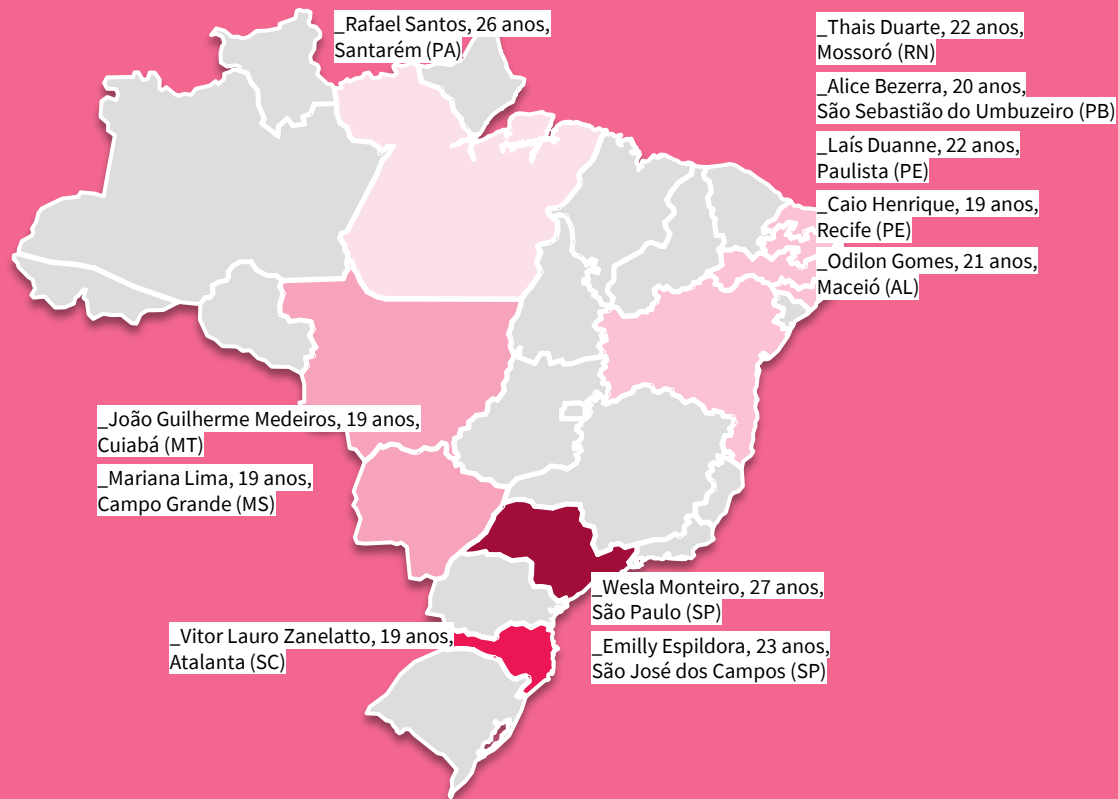 _Rafael Santos, 26 anos,
Santarém (PA)
_Thais Duarte, 22 anos,
Mossoró (RN)
_Alice Bezerra, 20 anos,
São Sebastião do Umbuzeiro (PB)
_Laís Duanne, 22 anos,
Paulista (PE)
_Caio Henrique, 19 anos,
Recife (PE)
_Odilon Gomes, 21 anos,
Maceió (AL)
_João Guilherme Medeiros, 19 anos,
Cuiabá (MT)
_Mariana Lima, 19 anos,
Campo Grande (MS)
_Wesla Monteiro, 27 anos,
São Paulo (SP)
_Emilly Espildora, 23 anos,
São José dos Campos (SP)
_Vitor Lauro Zanelatto, 19 anos,
Atalanta (SC)